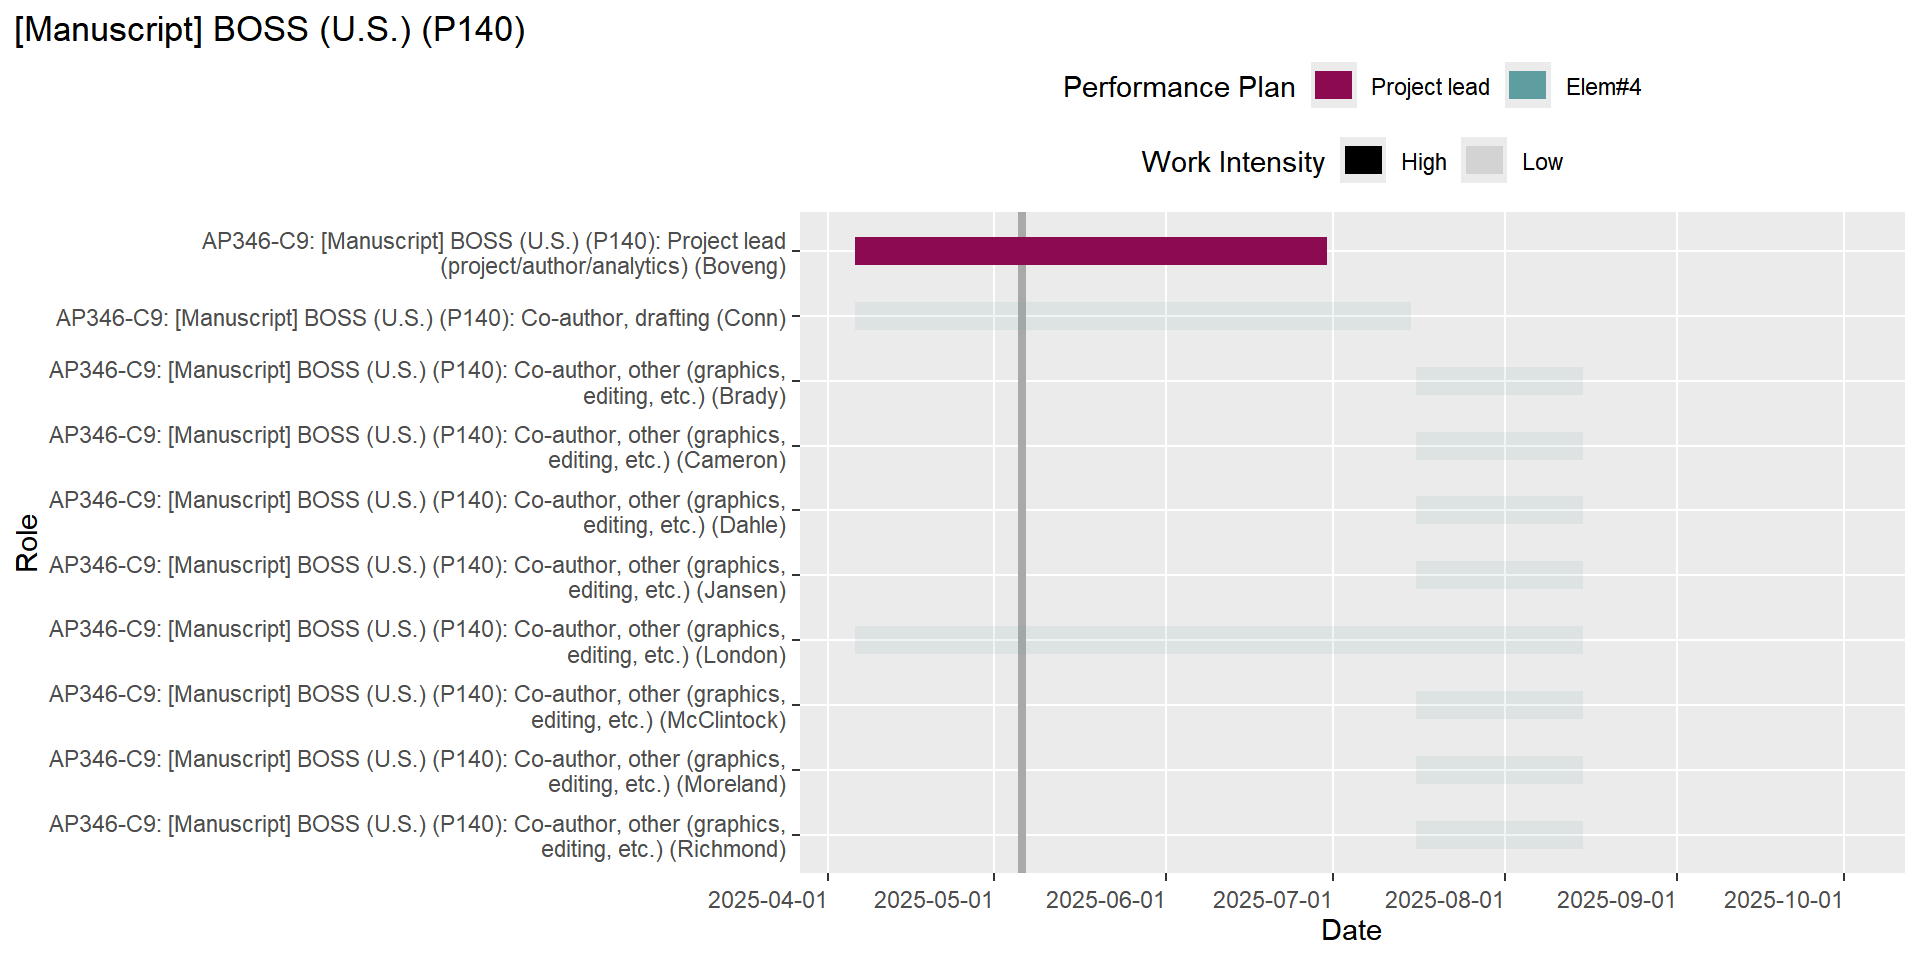 [Manuscript] BOSS (U.S.) (P140)
Performance Plan Project lead Elem#4
Work Intensity High Low
AP346-C9: [Manuscript] BOSS (U.S.) (P140): Project lead
(project/author/analytics) (Boveng)
AP346-C9: [Manuscript] BOSS (U.S.) (P140): Co-author, drafting (Conn)
AP346-C9: [Manuscript] BOSS (U.S.) (P140): Co-author, other (graphics,
editing, etc.) (Brady)
AP346-C9: [Manuscript] BOSS (U.S.) (P140): Co-author, other (graphics,
editing, etc.) (Cameron)
AP346-C9: [Manuscript] BOSS (U.S.) (P140): Co-author, other (graphics,
editing, etc.) (Dahle)
AP346-C9: [Manuscript] BOSS (U.S.) (P140): Co-author, other (graphics,
editing, etc.) (Jansen)
AP346-C9: [Manuscript] BOSS (U.S.) (P140): Co-author, other (graphics,
editing, etc.) (London)
AP346-C9: [Manuscript] BOSS (U.S.) (P140): Co-author, other (graphics,
editing, etc.) (McClintock)
AP346-C9: [Manuscript] BOSS (U.S.) (P140): Co-author, other (graphics,
editing, etc.) (Moreland)
AP346-C9: [Manuscript] BOSS (U.S.) (P140): Co-author, other (graphics,
editing, etc.) (Richmond)
Role
2025-04-01 2025-05-01 2025-06-01 2025-07-01 2025-08-01 2025-09-01 2025-10-01
Date